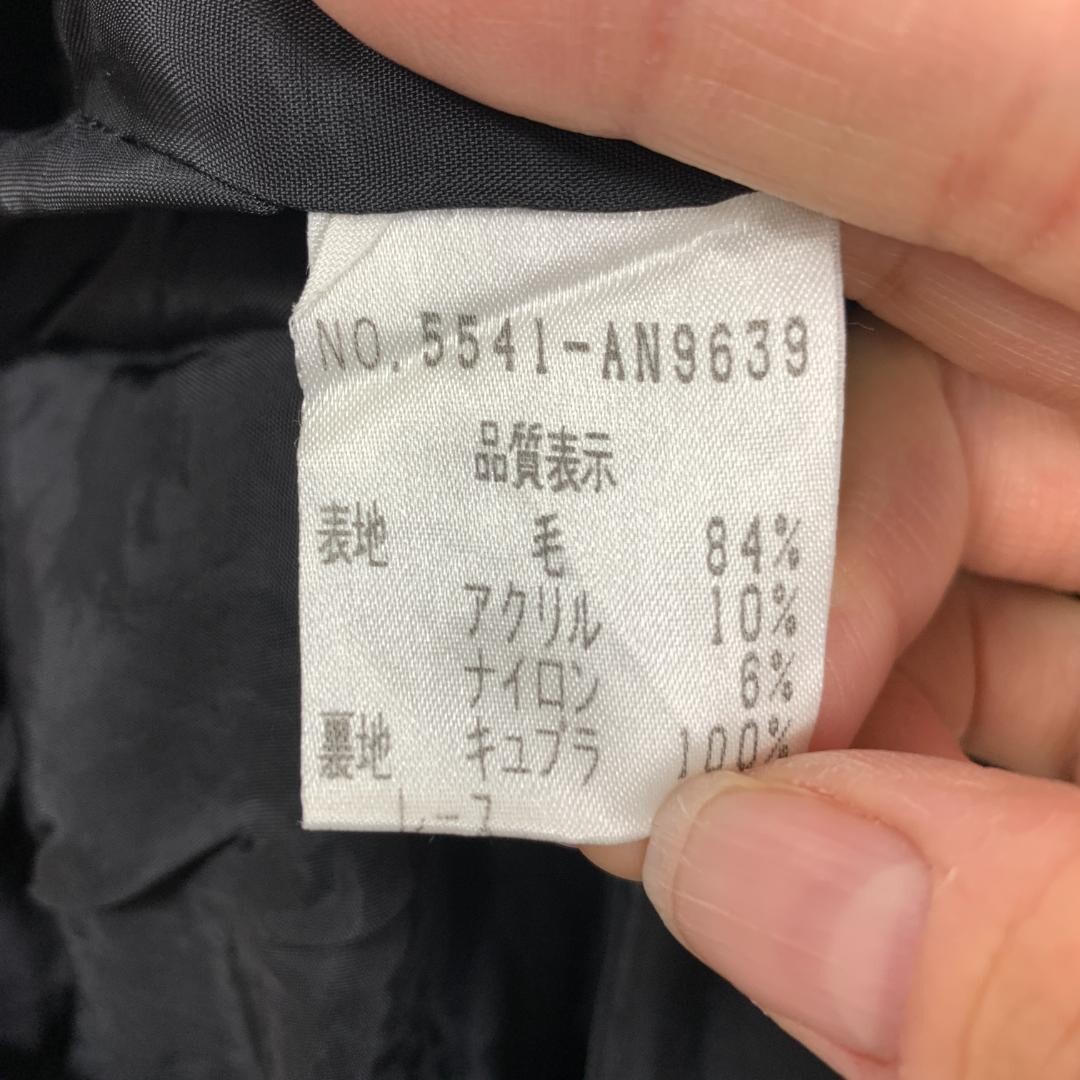 NO.5541-AN9639
品質表示
表地 毛 84%
アクリル 10%
ナイロン 6%
裏地 キュプラ 100%